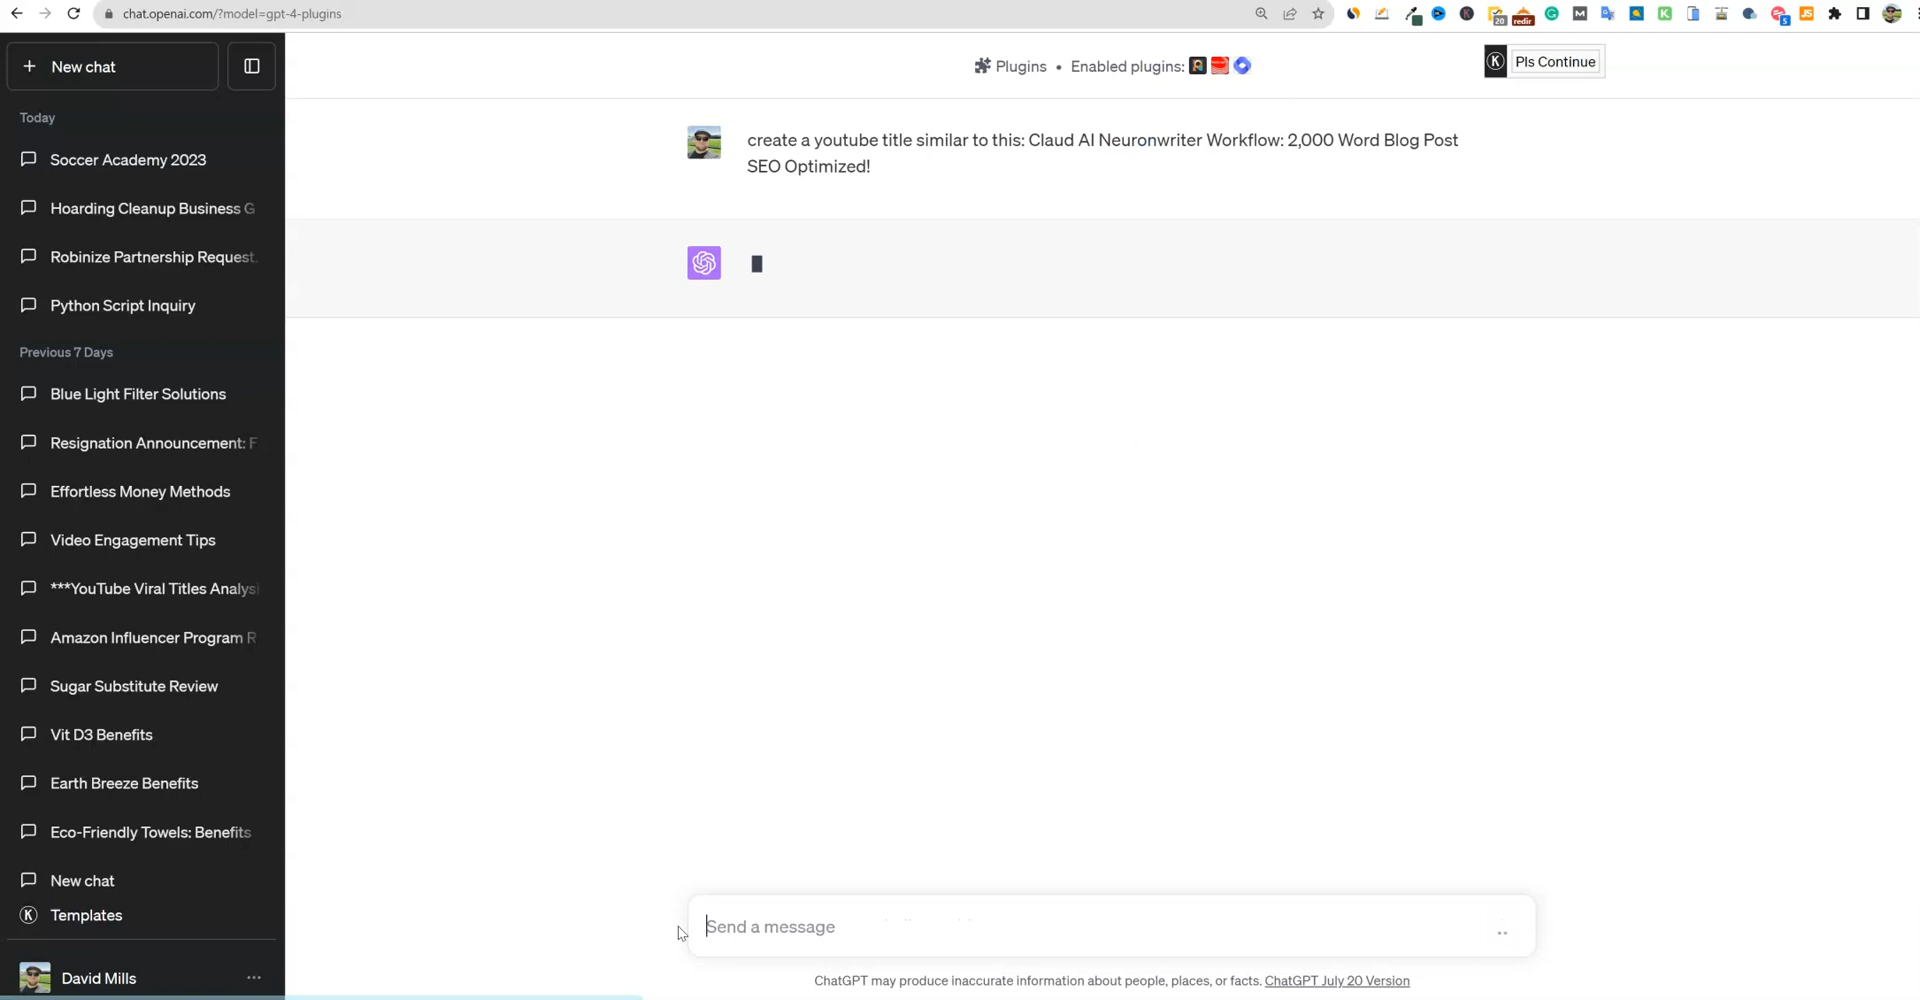 chat.openai.com/?model=gpt-4-plugins
20
redir
M
K
5
JS
New chat
Plugins • Enabled plugins:
K
Pls Continue
Today
Soccer Academy 2023
create a youtube title similar to this: Claud AI Neuronwriter Workflow: 2,000 Word Blog Post
SEO Optimized!
Hoarding Cleanup Business G
Robinize Partnership Request.
Python Script Inquiry
Previous 7 Days
Blue Light Filter Solutions
Resignation Announcement: F
Effortless Money Methods
Video Engagement Tips
***YouTube Viral Titles Analysi
Amazon Influencer Program R
Sugar Substitute Review
Vit D3 Benefits
Earth Breeze Benefits
Eco-Friendly Towels: Benefits
New chat
K Templates
Send a message
David Mills
ChatGPT may produce inaccurate information about people, places, or facts. ChatGPT July 20 Version